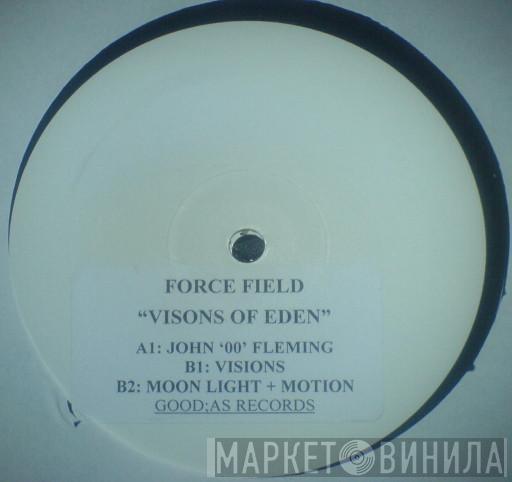 FORCE FIELD
“VISONS OF EDEN”
A1: JOHN ‘00’ FLEMING
B1: VISIONS
B2: MOON LIGHT + MOTION
GOOD;AS RECORDS
МАРКЕТ ВИНИЛА